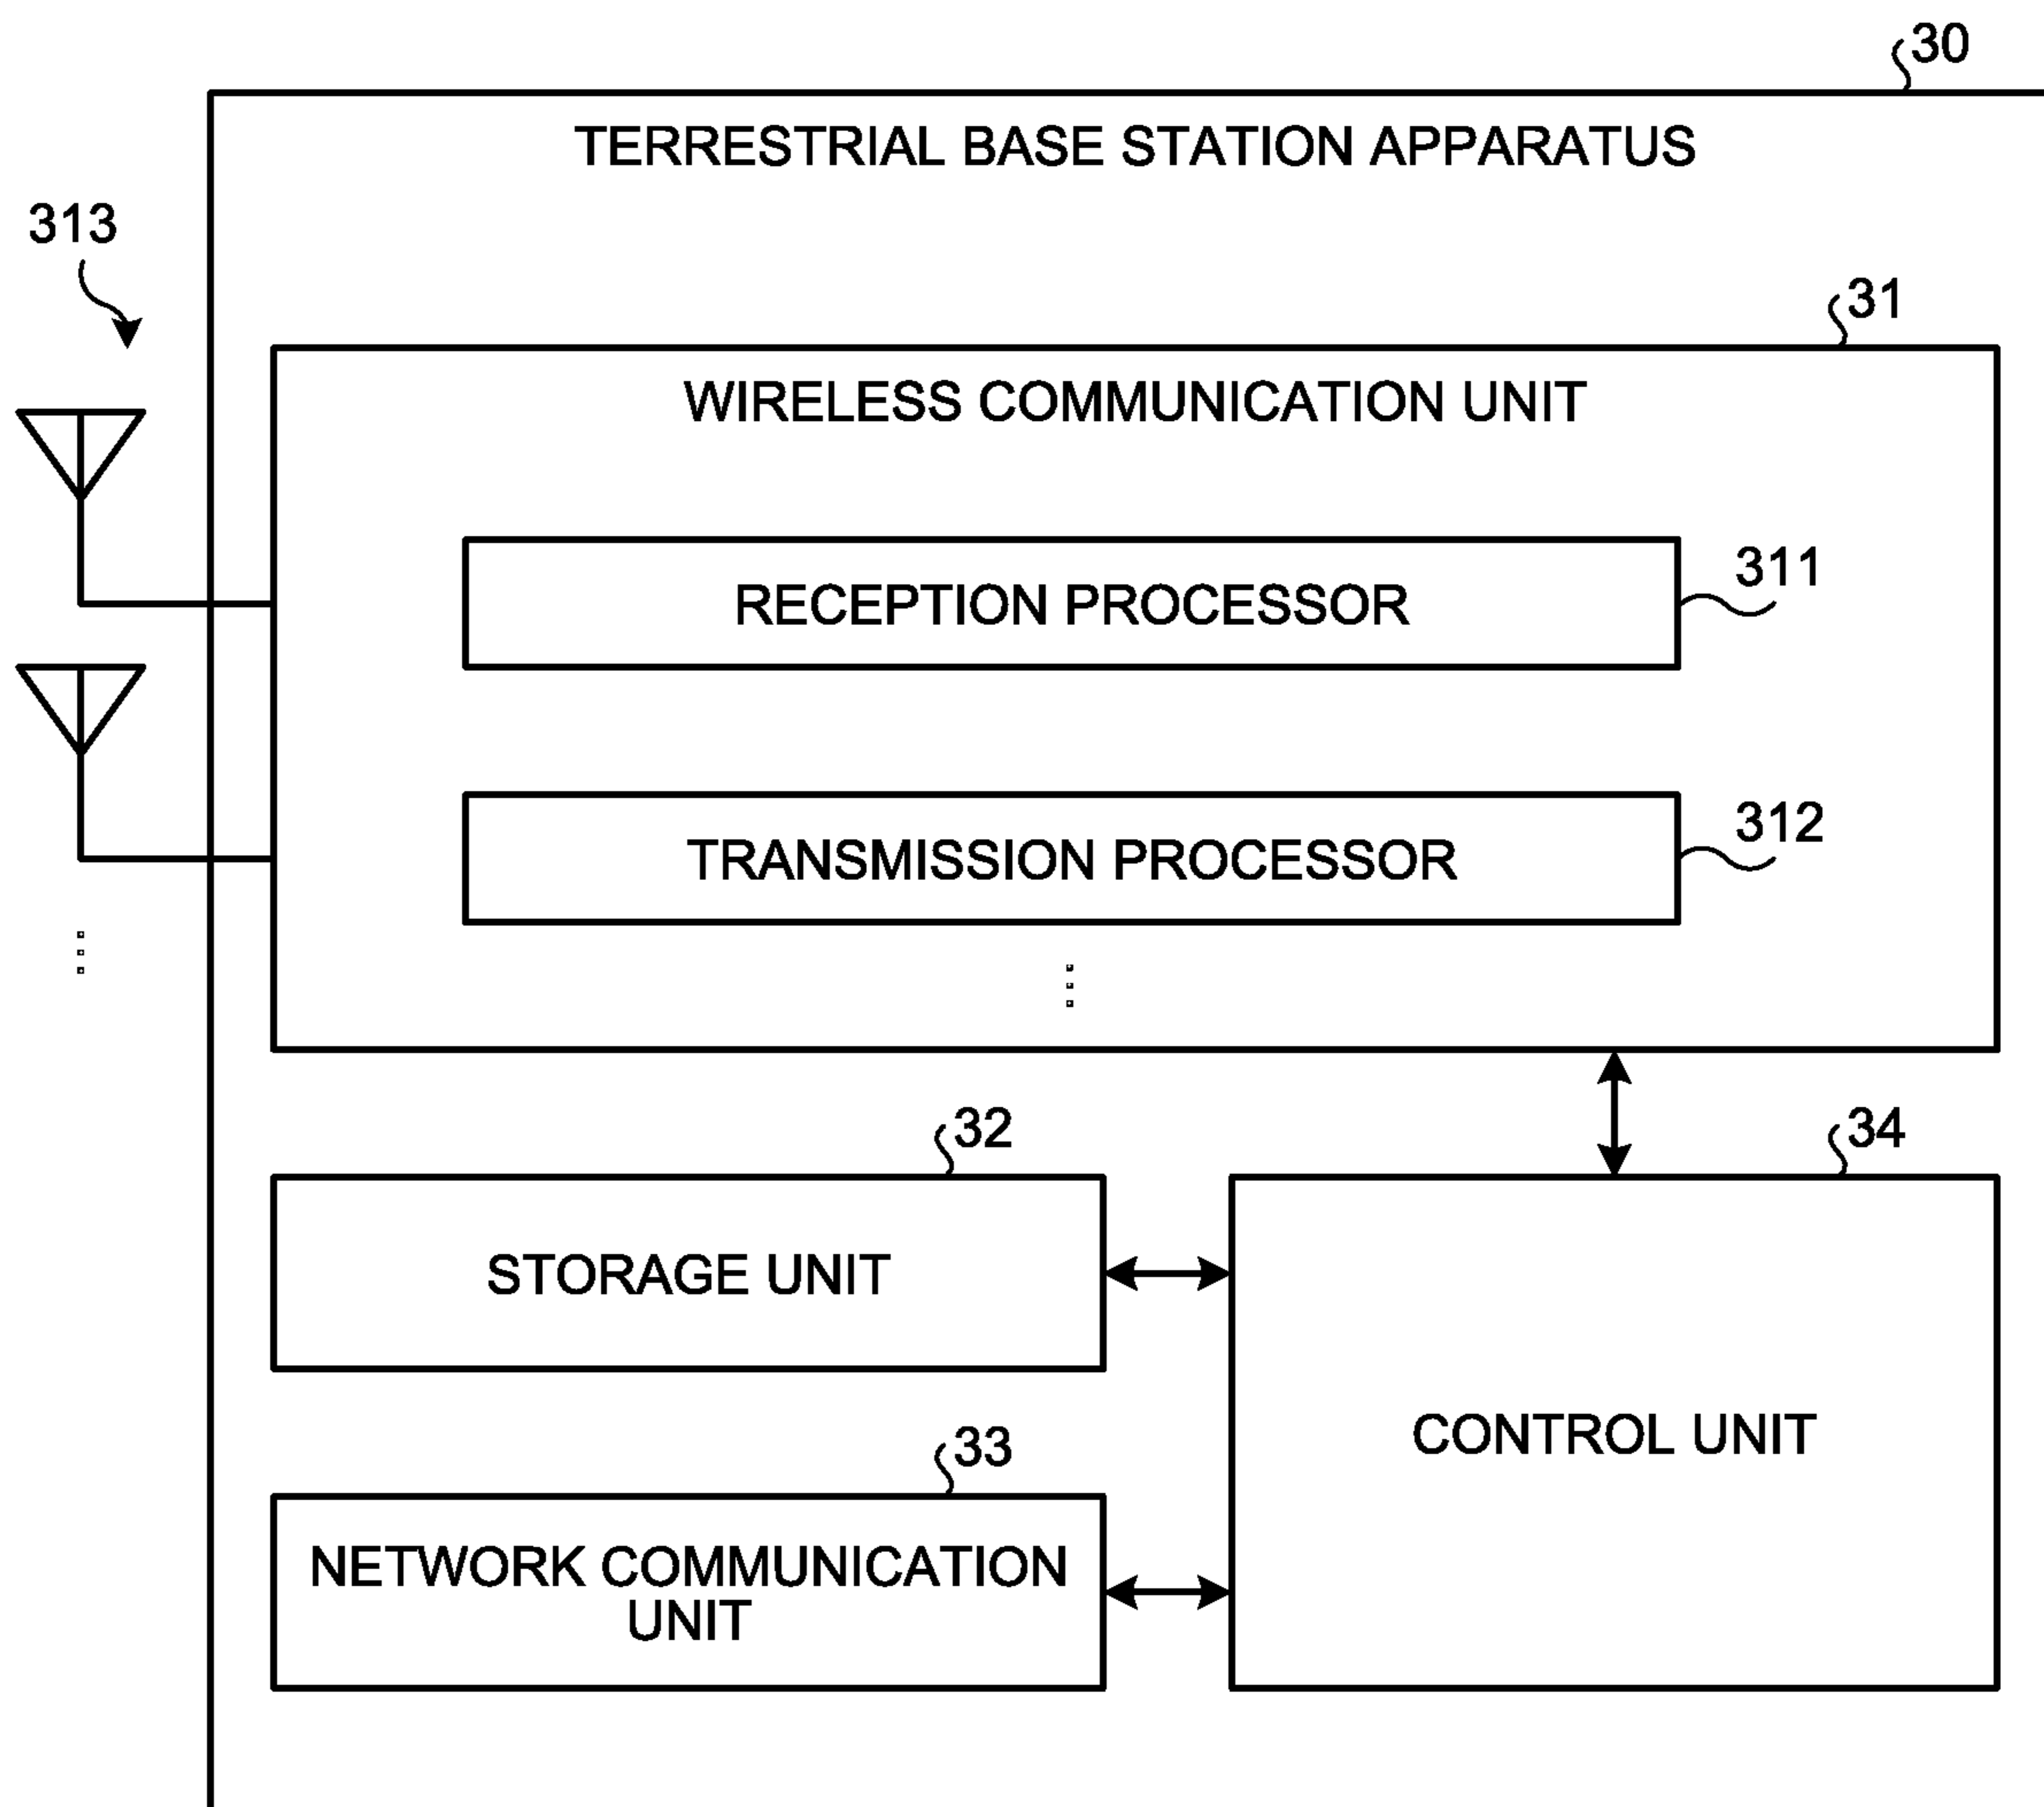 30
TERRESTRIAL BASE STATION APPARATUS
313
31
WIRELESS COMMUNICATION UNIT
311
RECEPTION PROCESSOR
312
TRANSMISSION PROCESSOR
32
34
STORAGE UNIT
CONTROL UNIT
33
NETWORK COMMUNICATION
UNIT